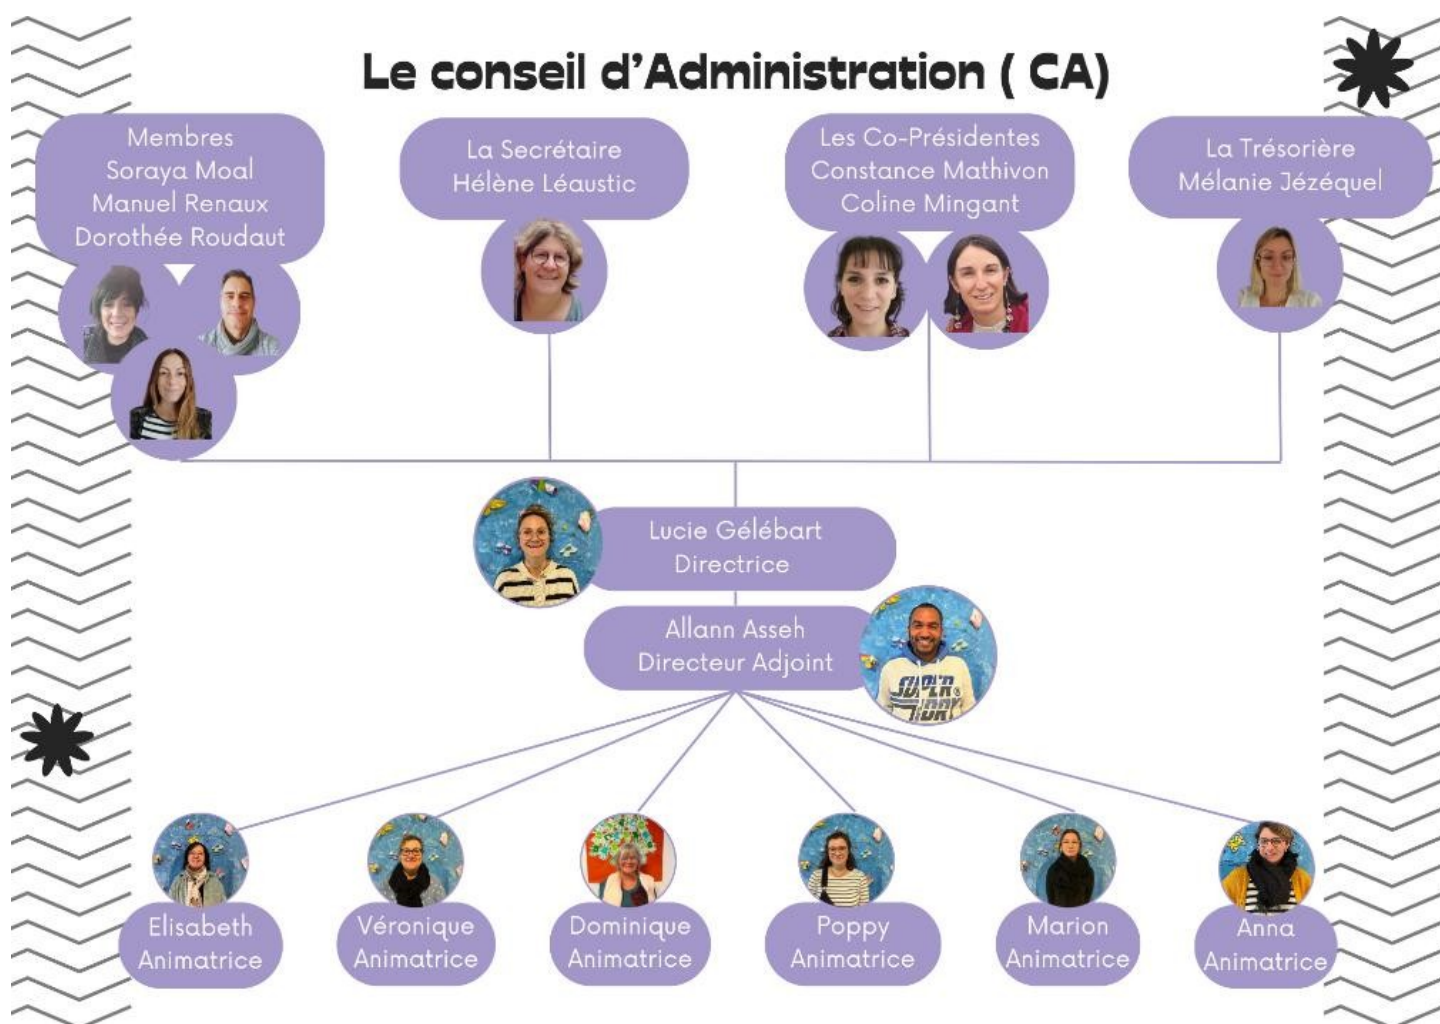 Le conseil d'Administration ( CA)
Membres
Soraya Moal
Manuel Renaux
Dorothée Roudaut
La Secrétaire
Hélène Léaustic
Les Co-Présidentes
Constance Mathivon
Coline Mingant
La Trésorière
Mélanie Jézéquel
Lucie Gélébart
Directrice
Allann Asseh
Directeur Adjoint
SUPER
Elisabeth
Animatrice
Véronique
Animatrice
Dominique
Animatrice
Poppy
Animatrice
Marion
Animatrice
Anna
Animatrice